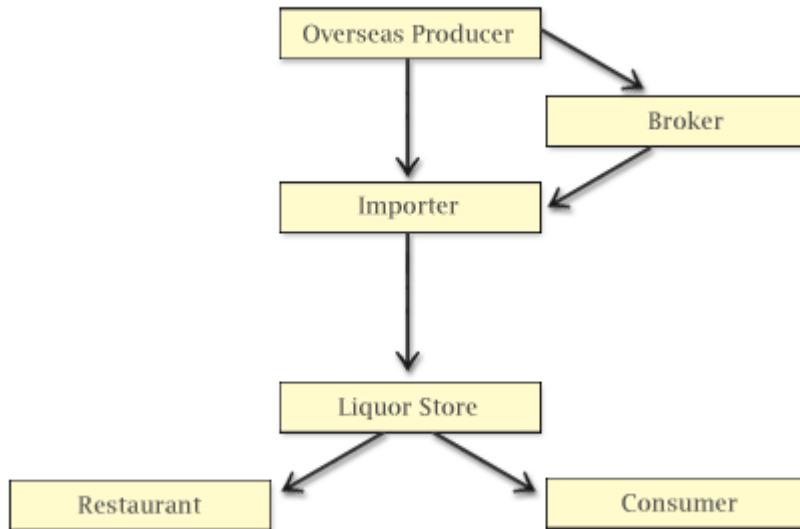 Overseas Producer
Broker
Importer
Liquor Store
Restaurant
Consumer